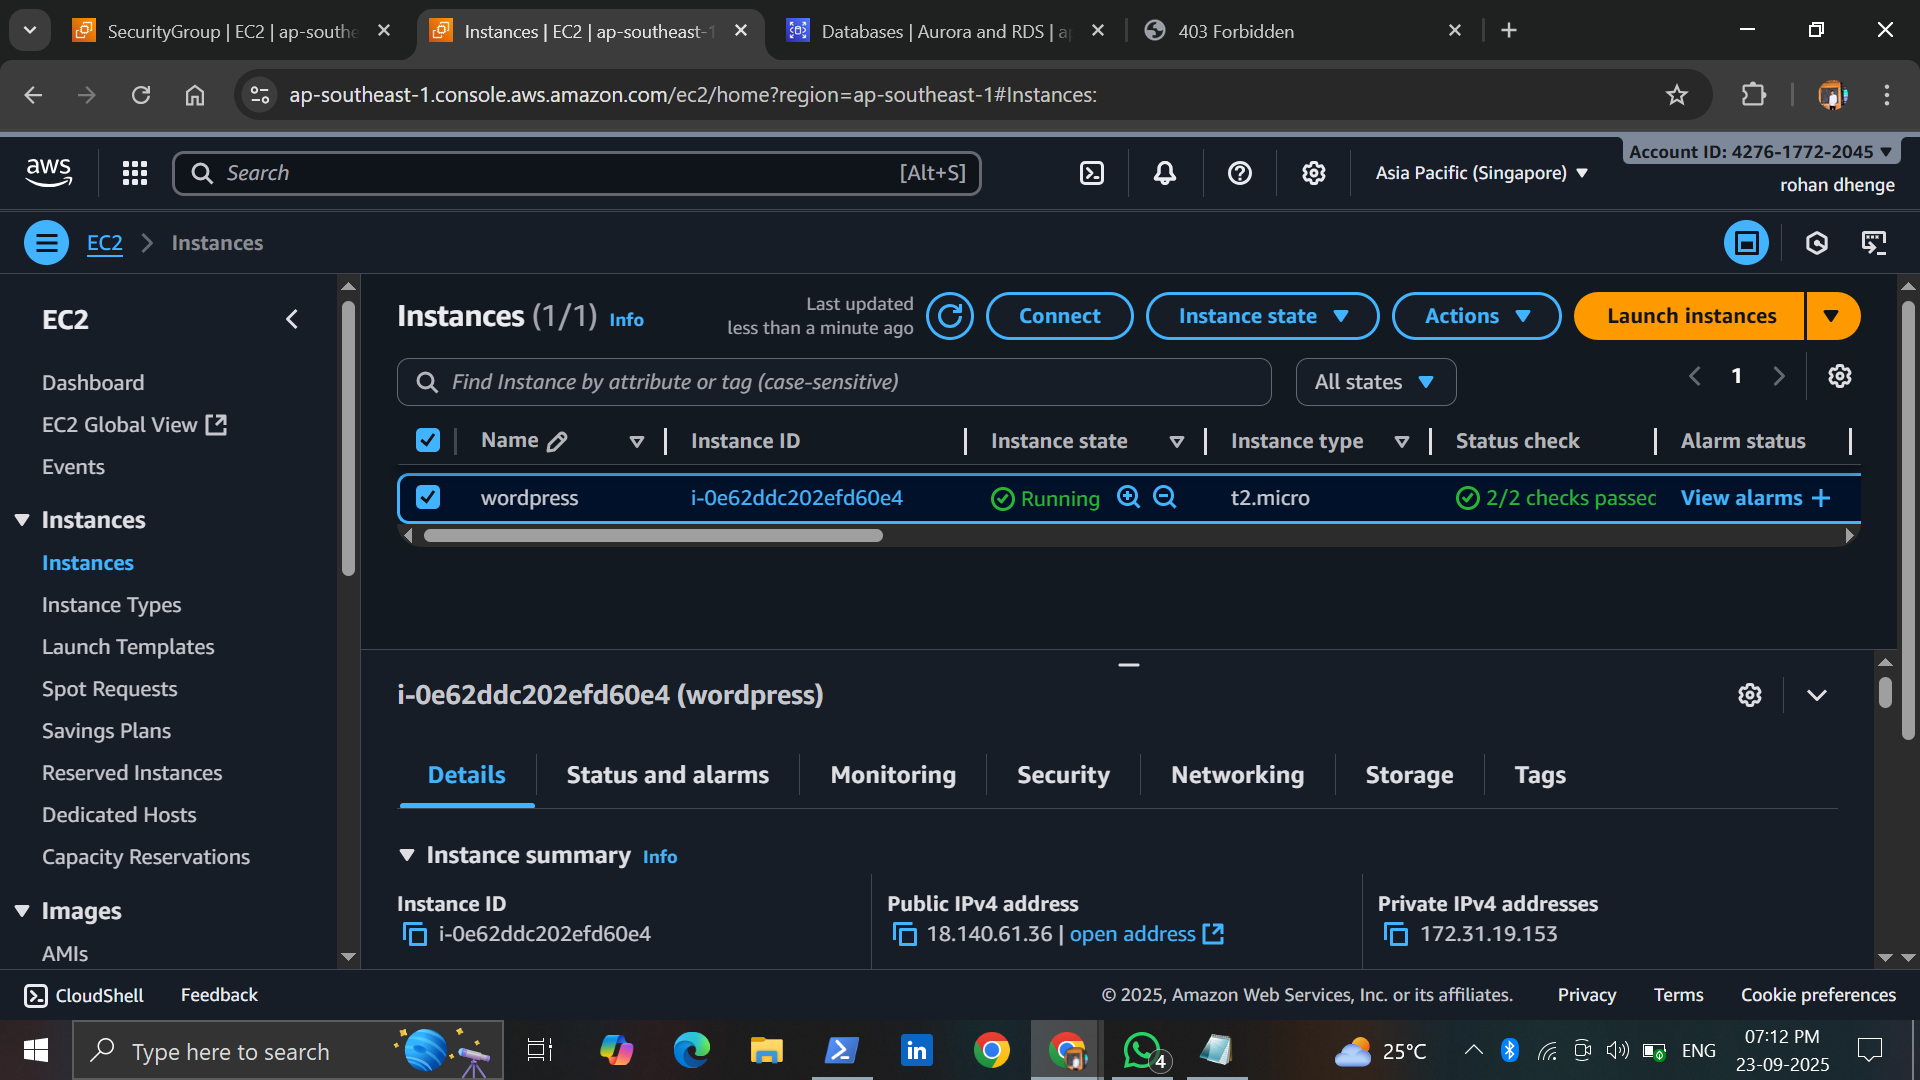 SecurityGroup | EC2 | ap-southe
Instances | EC2 | ap-southeast-1
Databases | Aurora and RDS | a
403 Forbidden
ap-southeast-1.console.aws.amazon.com/ec2/home?region=ap-southeast-1#Instances:
aws
Search
[Alt+S]
Asia Pacific (Singapore)
Account ID: 4276-1772-2045
rohan dhenge
EC2
Instances
EC2
Dashboard
EC2 Global View
Events
Instances
Instances
Instance Types
Launch Templates
Spot Requests
Savings Plans
Reserved Instances
Dedicated Hosts
Capacity Reservations
Images
AMIs
Instances (1/1) Info
Last updated
less than a minute ago
Connect
Instance state
Actions
Launch instances
Find Instance by attribute or tag (case-sensitive)
All states
1
Name
Instance ID
Instance state
Instance type
Status check
Alarm status
wordpress
i-0e62ddc202efd60e4
Running
t2.micro
2/2 checks passec
View alarms +
i-0e62ddc202efd60e4 (wordpress)
Details
Status and alarms
Monitoring
Security
Networking
Storage
Tags
Instance summary Info
Instance ID
i-0e62ddc202efd60e4
Public IPv4 address
18.140.61.36 | open address
Private IPv4 addresses
172.31.19.153
CloudShell
Feedback
© 2025, Amazon Web Services, Inc. or its affiliates.
Privacy
Terms
Cookie preferences
Type here to search
in
4
25°C
ENG
07:12 PM
23-09-2025